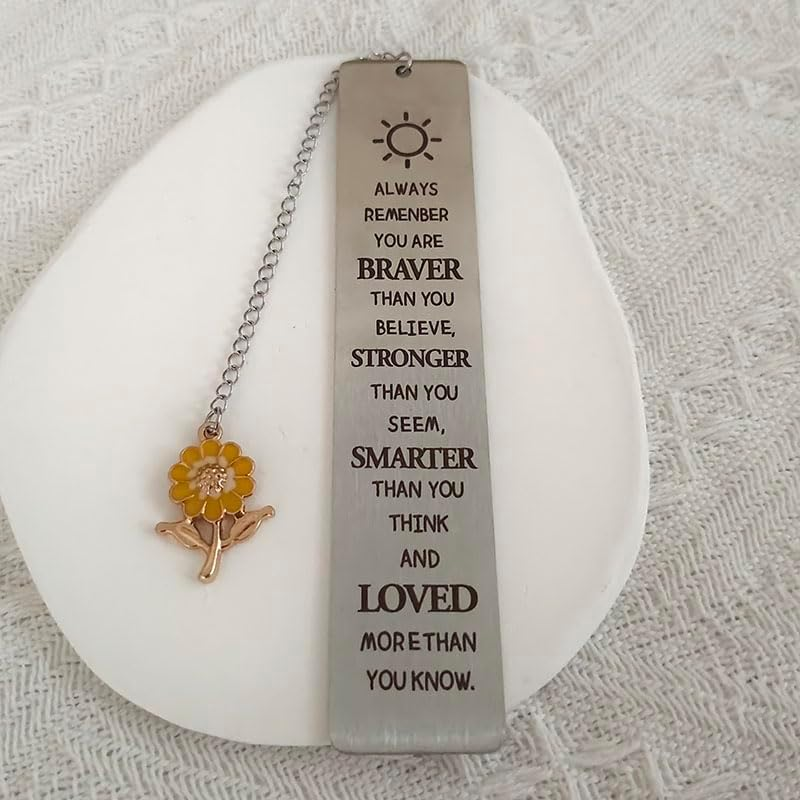 ALWAYS
REMENBER
YOU ARE
BRAVER
THAN YOU
BELIEVE,
STRONGER
THAN YOU
SEEM,
SMARTER
THAN YOU
THINK
AND
LOVED
MORETHAN
YOU KNOW.